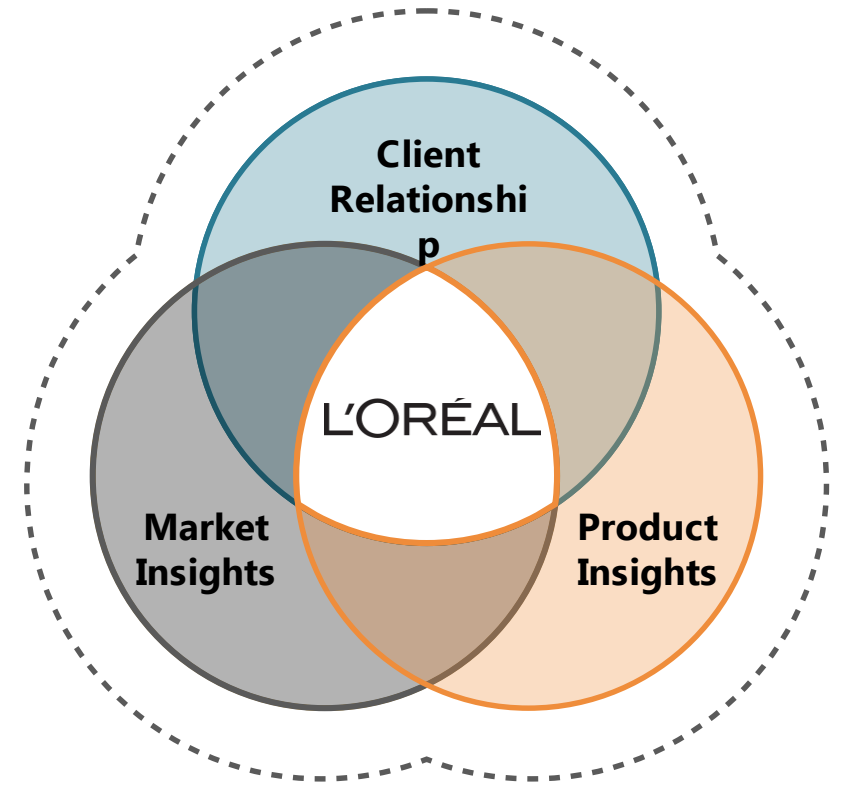 Client
Relationshi
p
L'ORÉAL
Market
Insights
Product
Insights